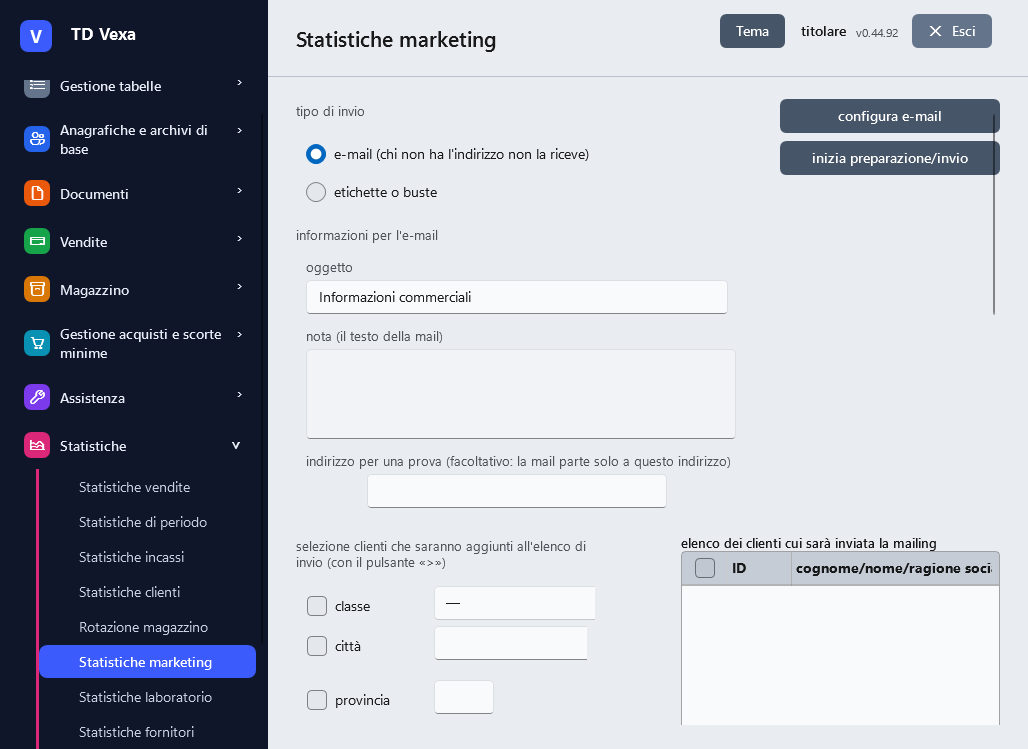 V
TD Vexa
Gestione tabelle
Anagrafiche e archivi di
base
Documenti
Vendite
Magazzino
Gestione acquisti e scorte
minime
Assistenza
Statistiche
Statistiche vendite
Statistiche di periodo
Statistiche incassi
Statistiche clienti
Rotazione magazzino
Statistiche marketing
Statistiche laboratorio
Statistiche fornitori
Statistiche marketing
Tema
titolare
v0.44.92
Esci
tipo di invio
configura e-mail
e-mail (chi non ha l'indirizzo non la riceve)
inizia preparazione/invio
etichette o buste
informazioni per l'e-mail
oggetto
Informazioni commerciali
nota (il testo della mail)
indirizzo per una prova (facoltativo: la mail parte solo a questo indirizzo)
selezione clienti che saranno aggiunti all'elenco di
invio (con il pulsante «>»)
classe
—
città
provincia
elenco dei clienti cui sarà inviata la mailing
ID
cognome/nome/ragione soci